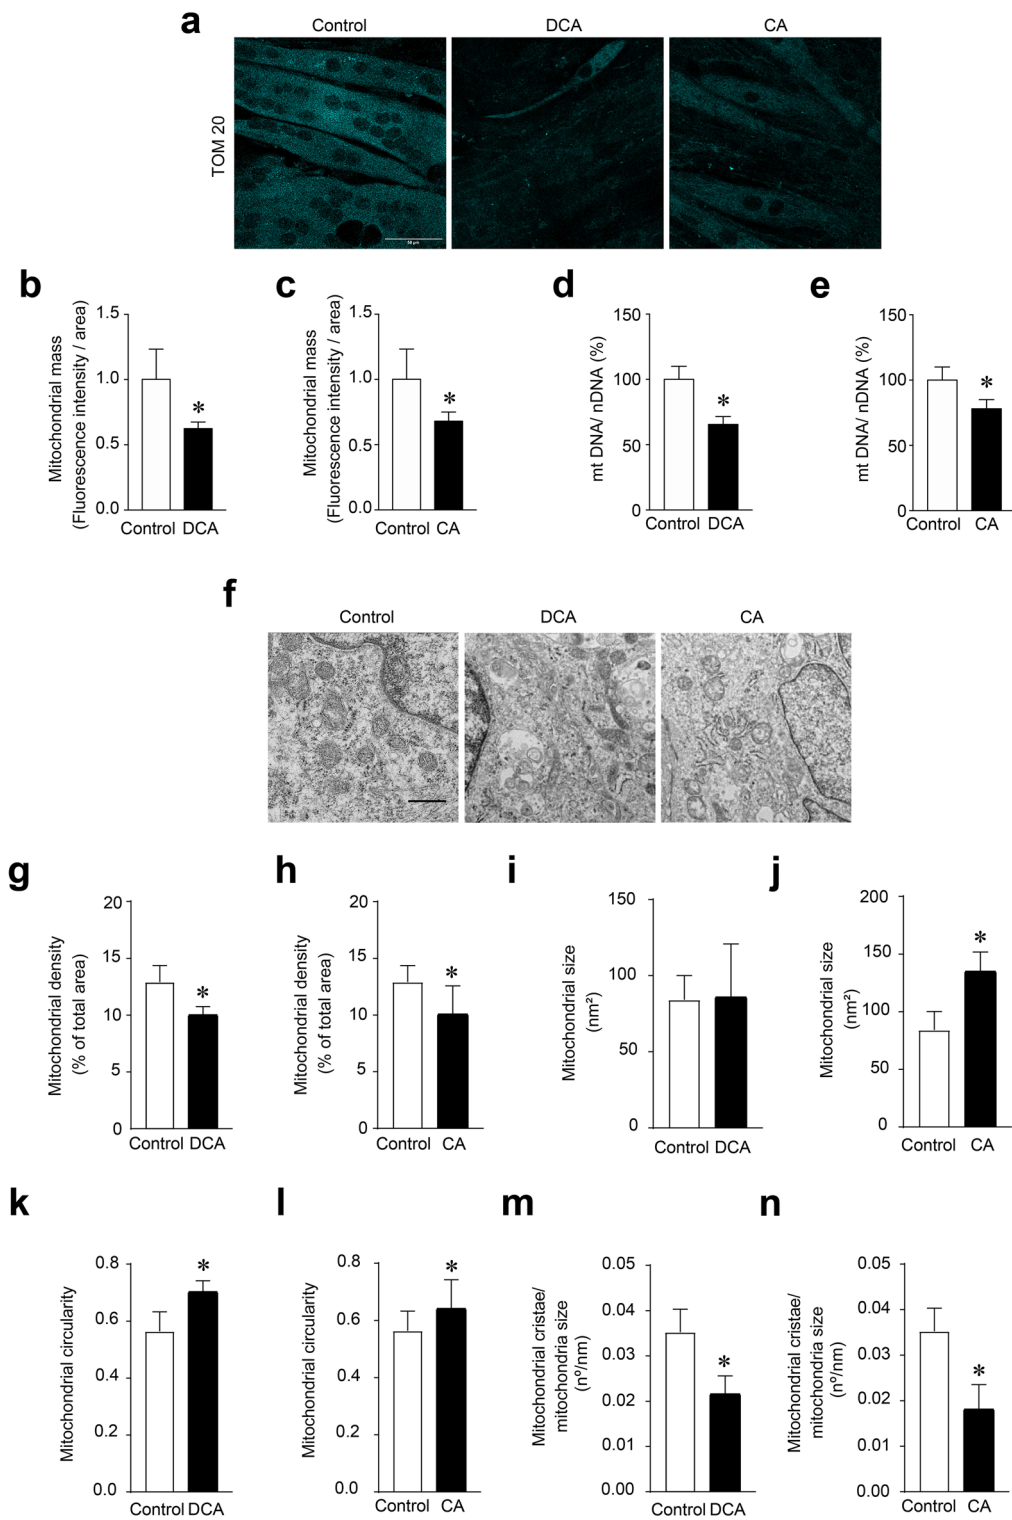 a
Control DCA CA
TOM 20
50 µm
b c d e
Mitochondrial mass
(Fluorescence intensity / area)
1.5
1.0
0.5
0.0
*
Control DCA
Mitochondrial mass
(Fluorescence intensity / area)
1.5
1.0
0.5
0.0
*
Control CA
mt DNA/ nDNA (%)
150
100
50
0
*
Control DCA
mt DNA/ nDNA (%)
150
100
50
0
*
Control CA
f
Control DCA CA
g h i j
Mitochondrial density
(% of total area)
20
15
10
5
0
*
Control DCA
Mitochondrial density
(% of total area)
20
15
10
5
0
*
Control CA
Mitochondrial size
(nm²)
150
100
50
0
Control DCA
Mitochondrial size
(nm²)
200
150
100
50
0
*
Control CA
k l m n
Mitochondrial circularity
0.8
0.6
0.4
0.2
0.0
*
Control DCA
Mitochondrial circularity
0.8
0.6
0.4
0.2
0.0
*
Control CA
Mitochondrial cristae/
mitochondria size
(nº/nm)
0.05
0.04
0.03
0.02
0.01
0.00
*
Control DCA
Mitochondrial cristae/
mitochondria size
(nº/nm)
0.05
0.04
0.03
0.02
0.01
0.00
*
Control CA